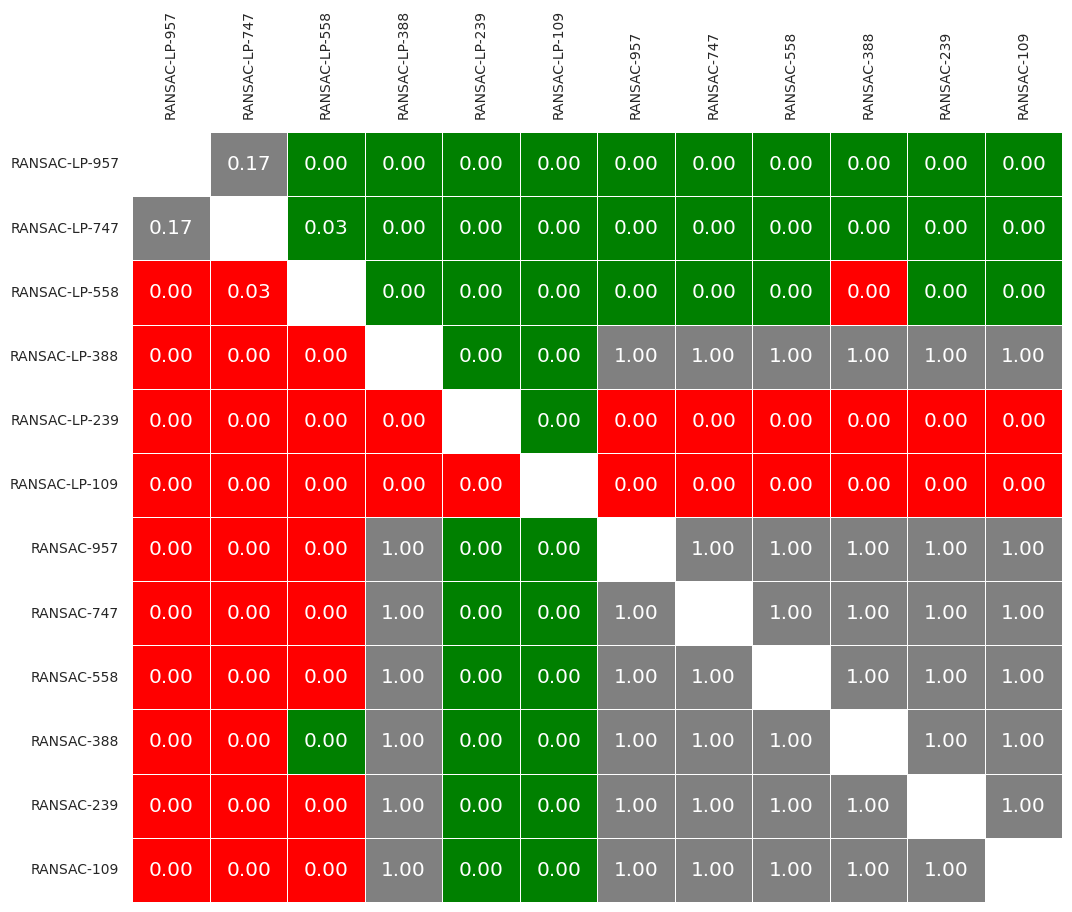 RANSAC-LP-957 RANSAC-LP-747 RANSAC-LP-558 RANSAC-LP-388 RANSAC-LP-239 RANSAC-LP-109 RANSAC-957 RANSAC-747 RANSAC-558 RANSAC-388 RANSAC-239 RANSAC-109
RANSAC-LP-957 0.17 0.00 0.00 0.00 0.00 0.00 0.00 0.00 0.00 0.00 0.00
RANSAC-LP-747 0.17 0.03 0.00 0.00 0.00 0.00 0.00 0.00 0.00 0.00 0.00
RANSAC-LP-558 0.00 0.03 0.00 0.00 0.00 0.00 0.00 0.00 0.00 0.00 0.00
RANSAC-LP-388 0.00 0.00 0.00 0.00 0.00 1.00 1.00 1.00 1.00 1.00 1.00
RANSAC-LP-239 0.00 0.00 0.00 0.00 0.00 0.00 0.00 0.00 0.00 0.00 0.00
RANSAC-LP-109 0.00 0.00 0.00 0.00 0.00 0.00 0.00 0.00 0.00 0.00 0.00
RANSAC-957 0.00 0.00 0.00 1.00 0.00 0.00 1.00 1.00 1.00 1.00 1.00
RANSAC-747 0.00 0.00 0.00 1.00 0.00 0.00 1.00 1.00 1.00 1.00 1.00
RANSAC-558 0.00 0.00 0.00 1.00 0.00 0.00 1.00 1.00 1.00 1.00 1.00
RANSAC-388 0.00 0.00 0.00 1.00 0.00 0.00 1.00 1.00 1.00 1.00 1.00
RANSAC-239 0.00 0.00 0.00 1.00 0.00 0.00 1.00 1.00 1.00 1.00 1.00
RANSAC-109 0.00 0.00 0.00 1.00 0.00 0.00 1.00 1.00 1.00 1.00 1.00